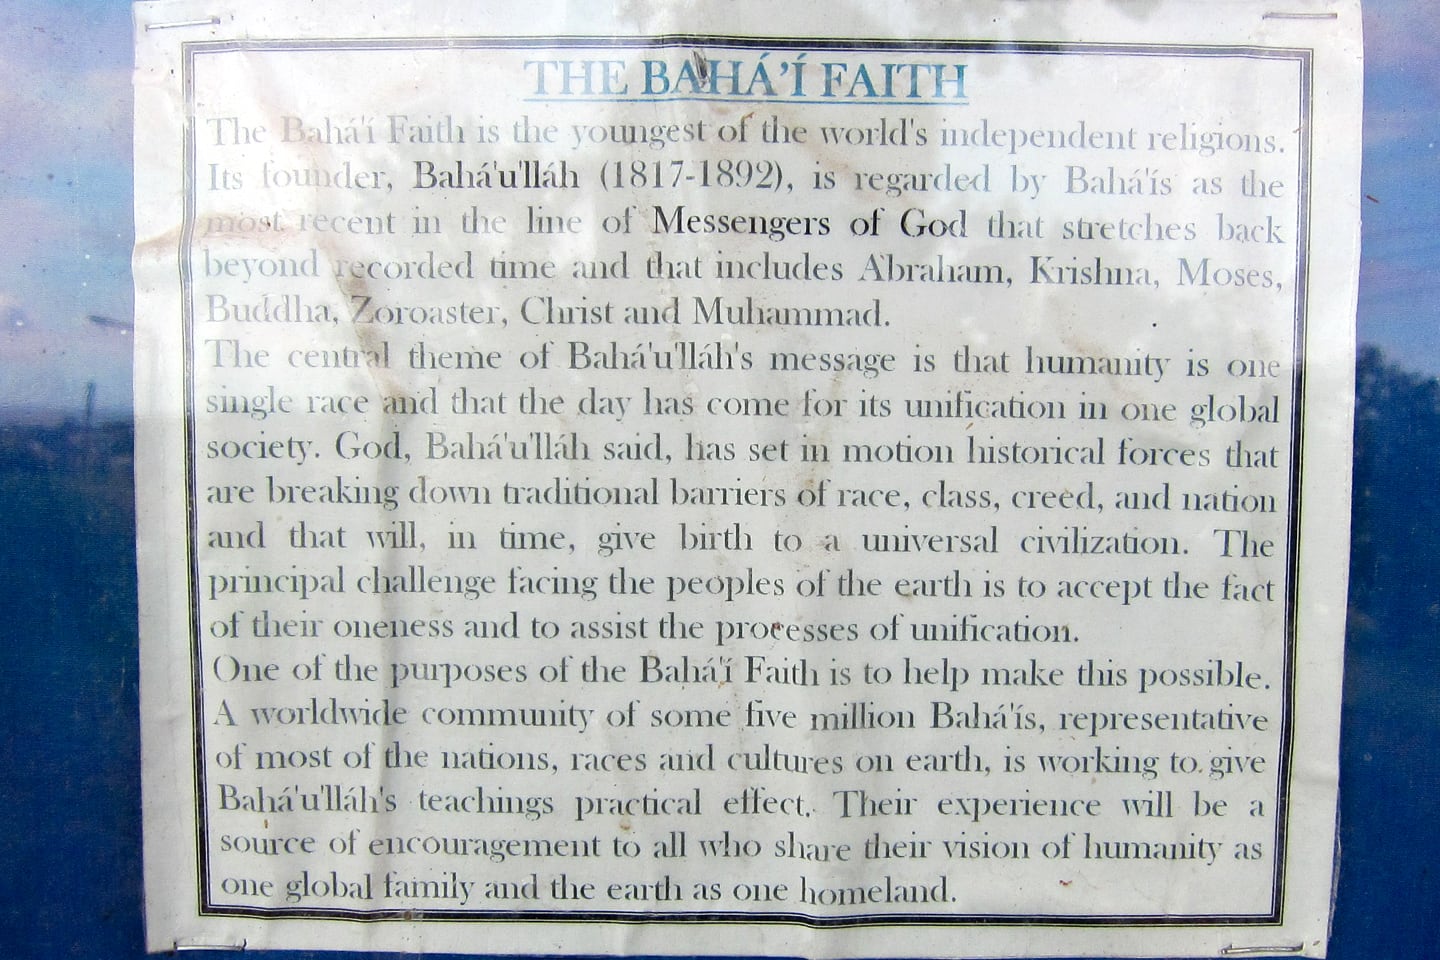 THE BAHÁ'Í FAITH
The Bahá'í Faith is the youngest of the world's independent religions.
Its founder, Bahá'u'lláh (1817-1892), is regarded by Bahá'ís as the
most recent in the line of Messengers of God that stretches back
beyond recorded time and that includes Abraham, Krishna, Moses,
Buddha, Zoroaster, Christ and Muhammad.
The central theme of Bahá'u'lláh's message is that humanity is one
single race and that the day has come for its unification in one global
society. God, Bahá'u'lláh said, has set in motion historical forces that
are breaking down traditional barriers of race, class, creed, and nation
and that will, in time, give birth to a universal civilization. The
principal challenge facing the peoples of the earth is to accept the fact
of their oneness and to assist the processes of unification.
One of the purposes of the Bahá'í Faith is to help make this possible.
A worldwide community of some five million Bahá'ís, representative
of most of the nations, races and cultures on earth, is working to give
Bahá'u'lláh's teachings practical effect. Their experience will be a
source of encouragement to all who share their vision of humanity as
one global family and the earth as one homeland.